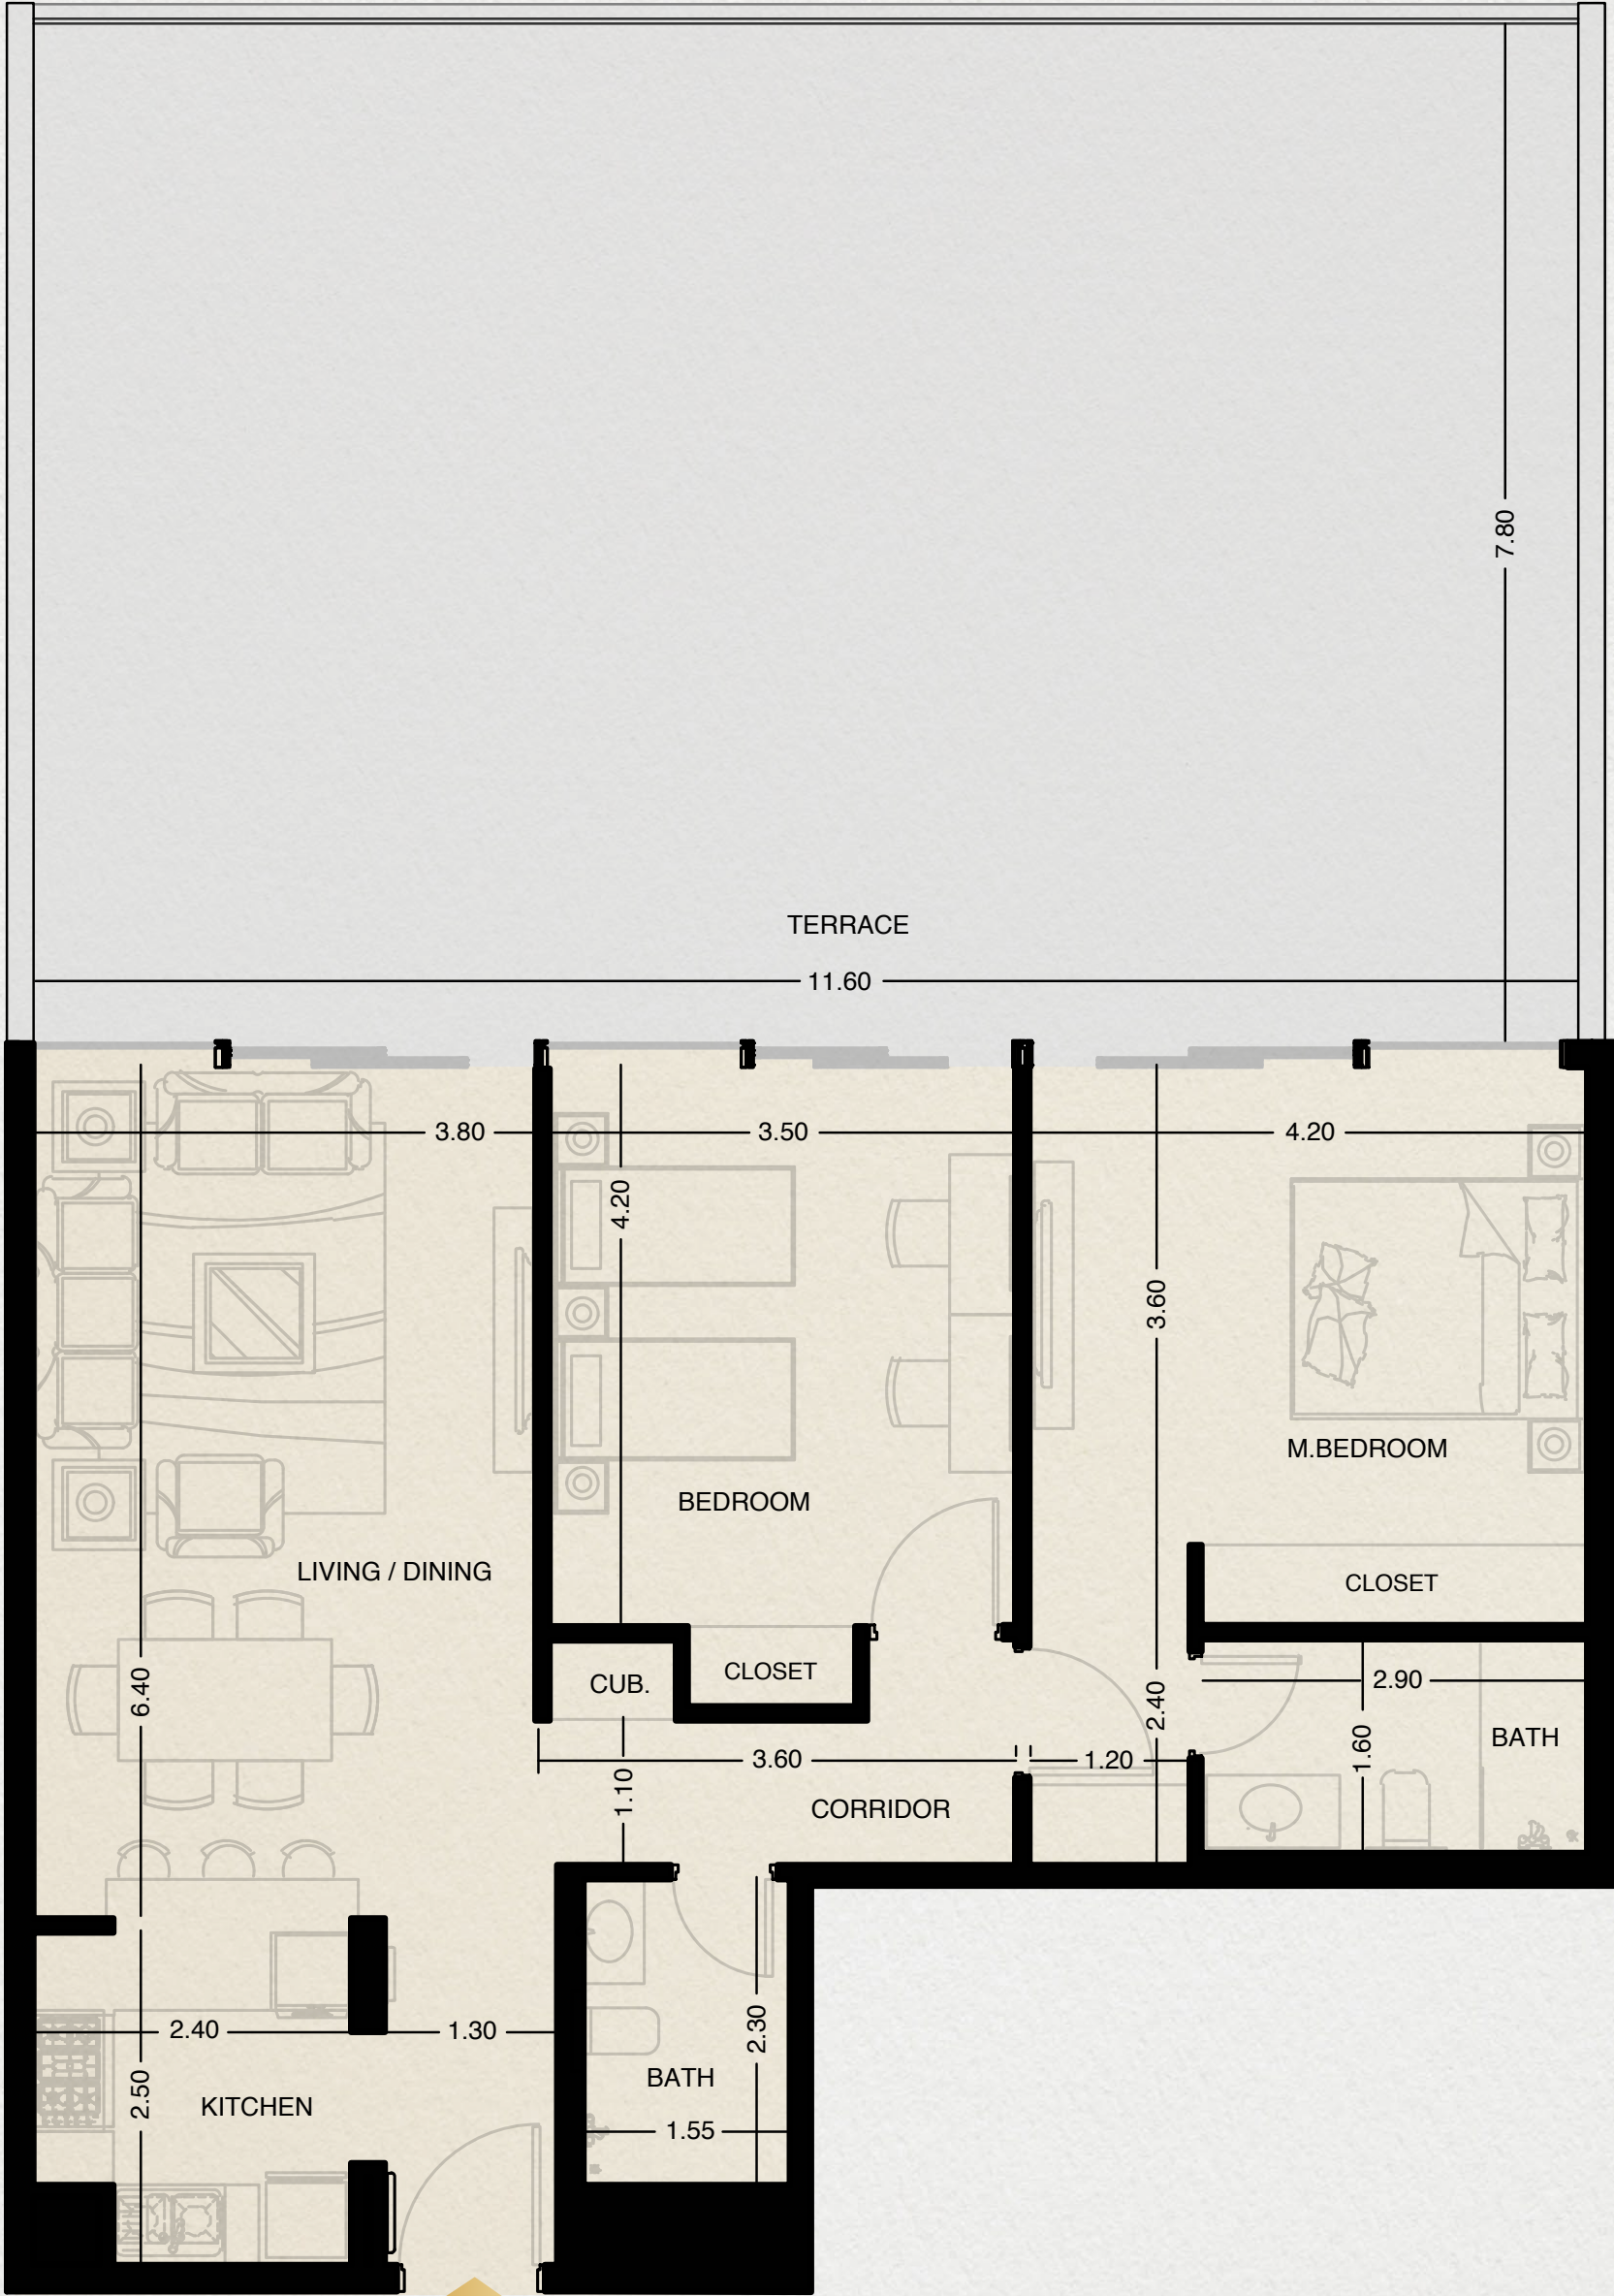 7.80
TERRACE
11.60
3.80
3.50
4.20
4.20
3.60
M.BEDROOM
BEDROOM
LIVING / DINING
CLOSET
CUB.
CLOSET
6.40
2.90
2.40
BATH
1.60
3.60
1.20
1.10
CORRIDOR
2.40
1.30
2.30
BATH
2.50
KITCHEN
1.55